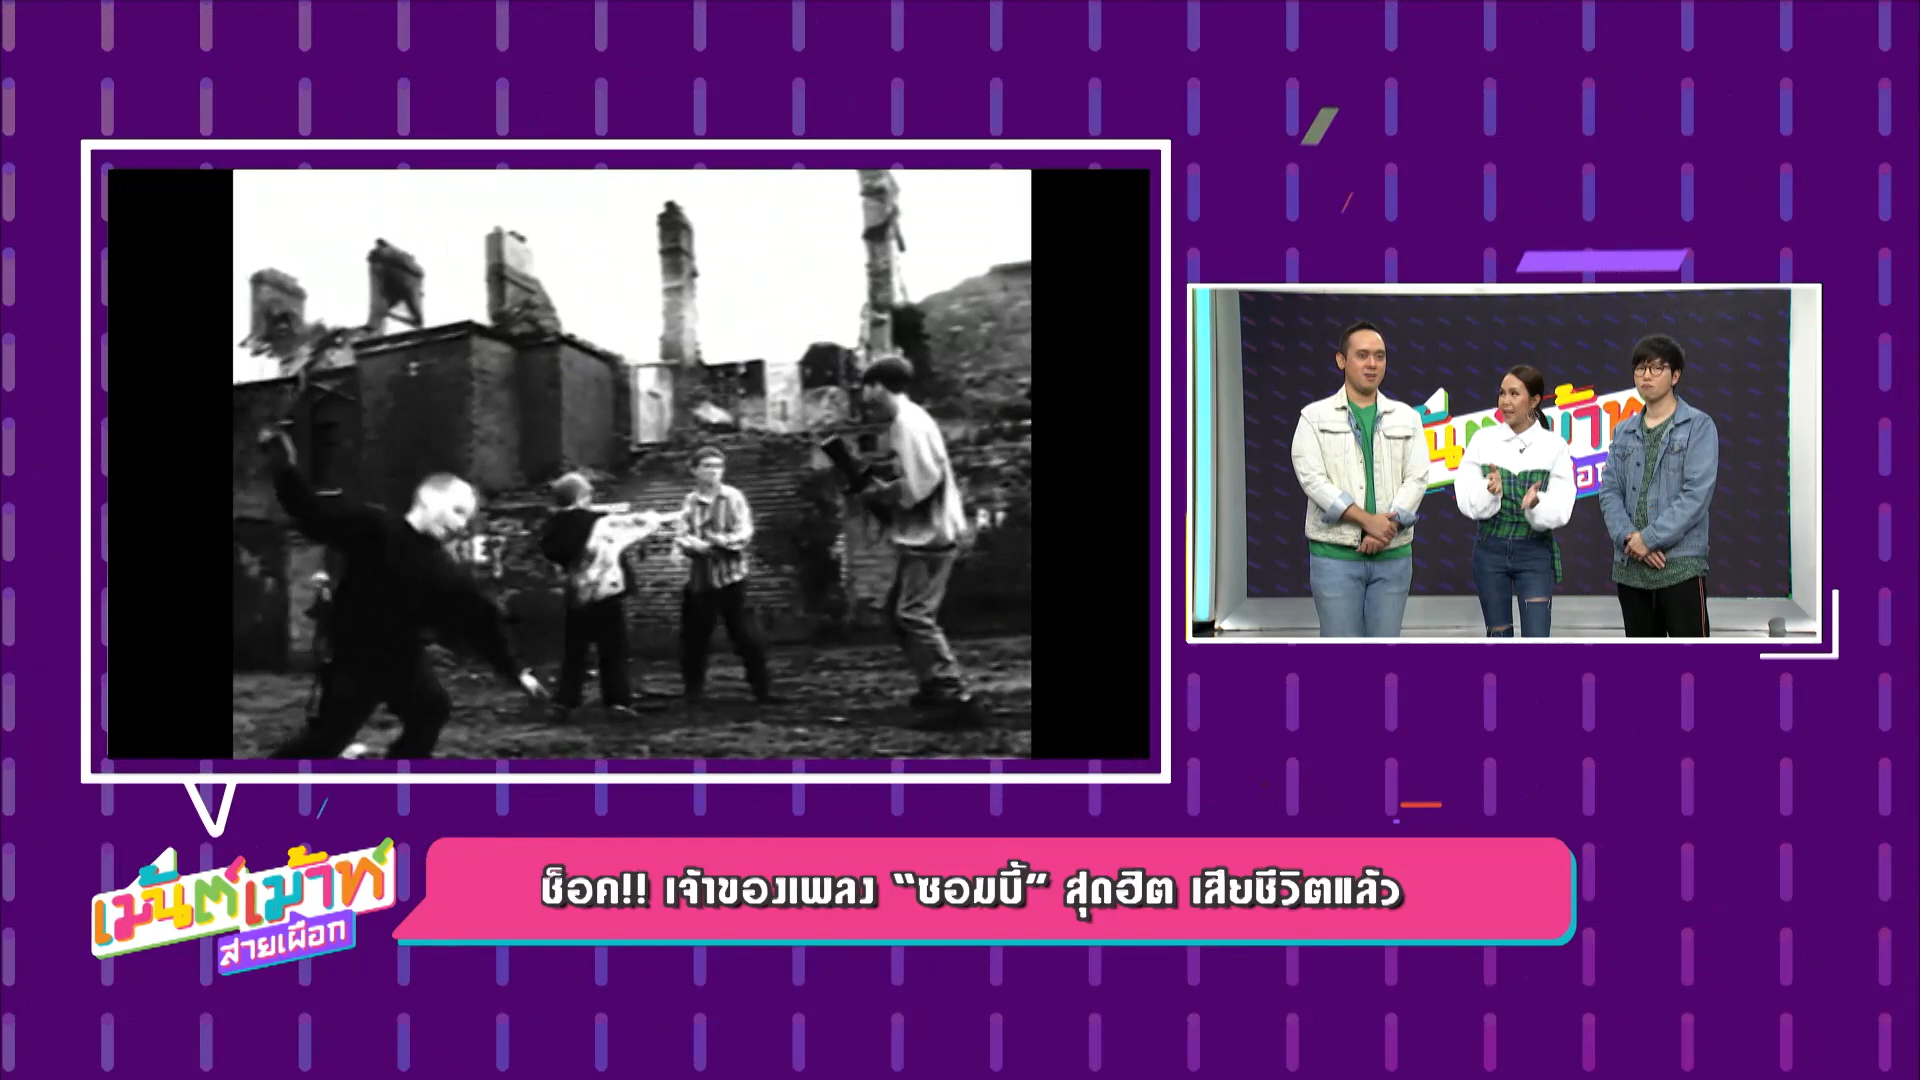 เม้นต์เม้าท์
สายเผือก
ช็อก!! เจ้าของเพลง “ซอมบี้” สุดฮิต เสียชีวิตแล้ว